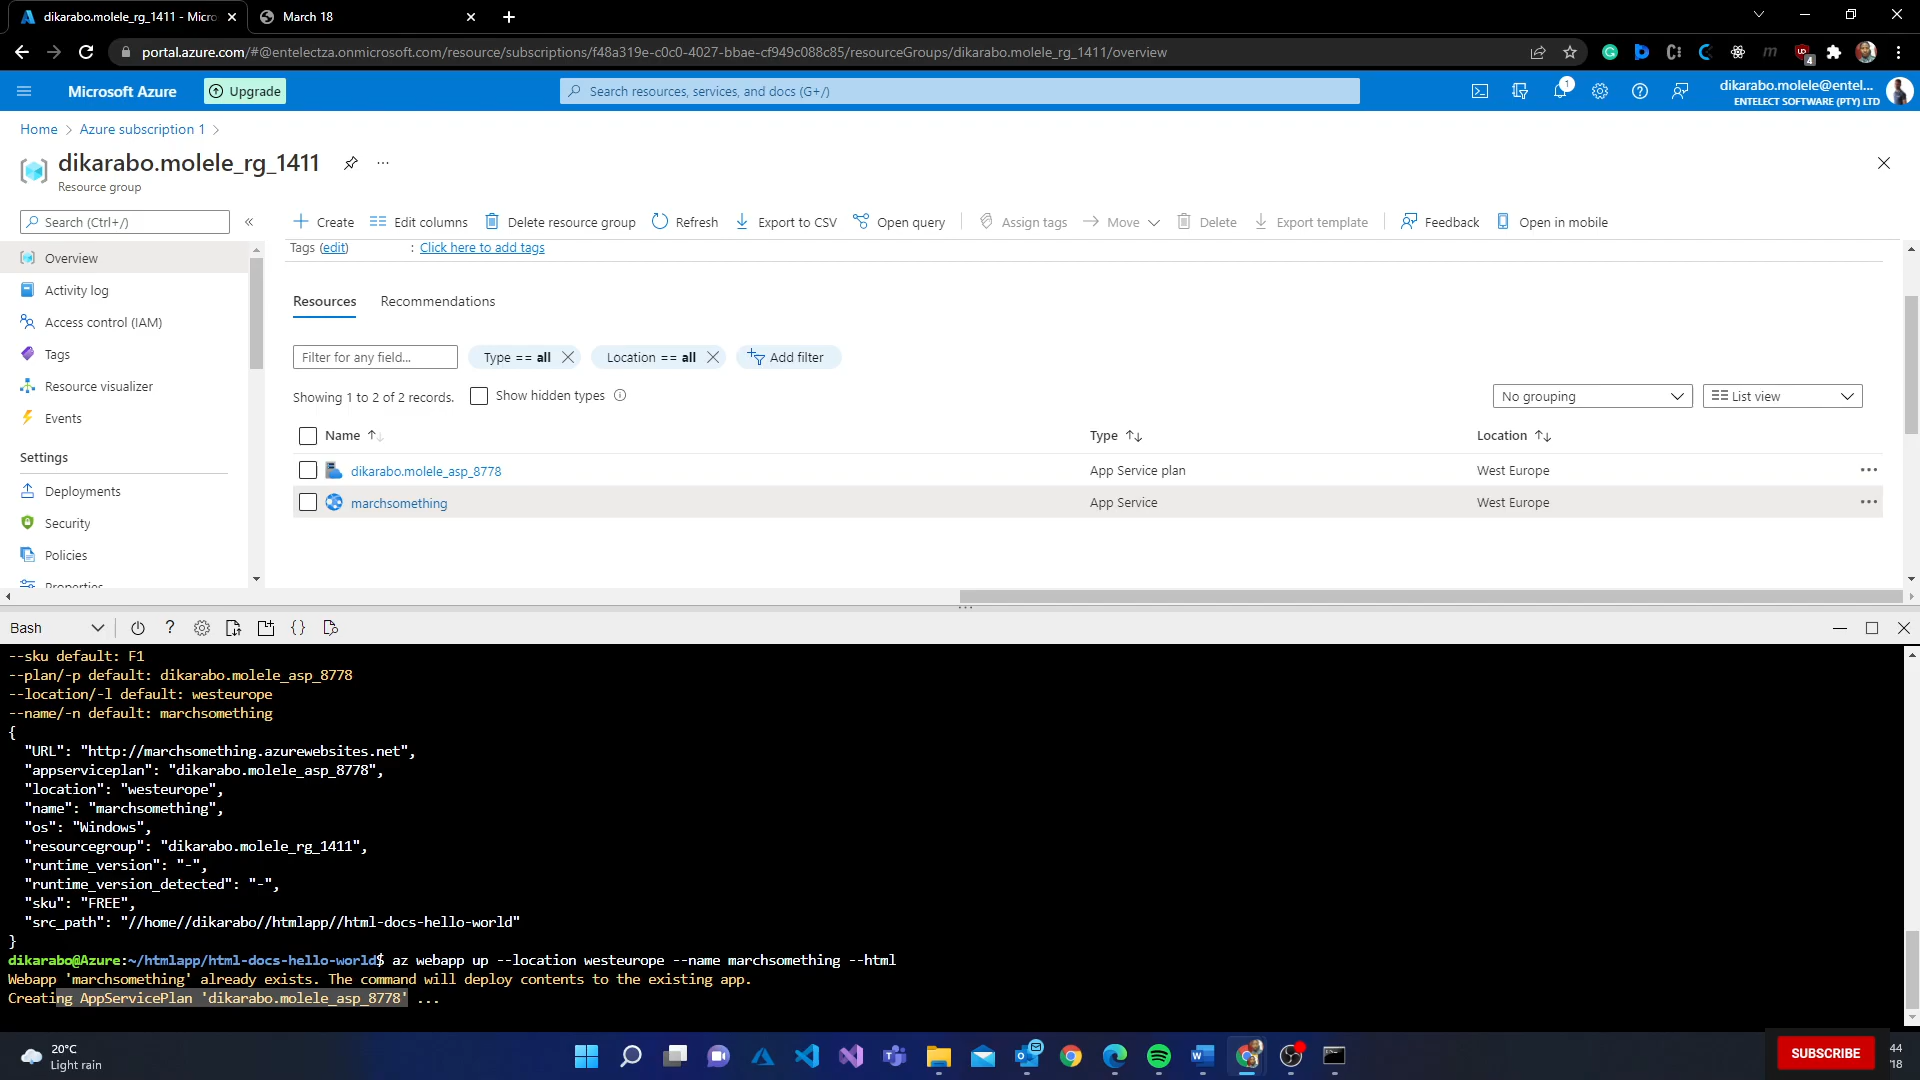 dikarabo.molele_rg_1411 - Micro
March 18
portal.azure.com/#@entelectza.onmicrosoft.com/resource/subscriptions/f48a319e-c0c0-4027-bbae-cf949c088c85/resourceGroups/dikarabo.molele_rg_1411/overview
4
Microsoft Azure
Upgrade
Search resources, services, and docs (G+/)
1
dikarabo.molele@entel...
ENTELECT SOFTWARE (PTY) LTD
Home > Azure subscription 1 >
dikarabo.molele_rg_1411
Resource group
Search (Ctrl+/)
Create
Edit columns
Delete resource group
Refresh
Export to CSV
Open query
Assign tags
Move
Delete
Export template
Feedback
Open in mobile
Tags (edit) : Click here to add tags
Overview
Activity log
Access control (IAM)
Tags
Resource visualizer
Events
Settings
Deployments
Security
Policies
Properties
Resources
Recommendations
Filter for any field...
Type == all
Location == all
Add filter
Showing 1 to 2 of 2 records.
Show hidden types
No grouping
List view
Name
Type
Location
dikarabo.molele_asp_8778
App Service plan
West Europe
marchsomething
App Service
West Europe
Bash
--sku default: F1
--plan/-p default: dikarabo.molele_asp_8778
--location/-l default: westeurope
--name/-n default: marchsomething
{
"URL": "http://marchsomething.azurewebsites.net",
"appserviceplan": "dikarabo.molele_asp_8778",
"location": "westeurope",
"name": "marchsomething",
"os": "Windows",
"resourcegroup": "dikarabo.molele_rg_1411",
"runtime_version": "-",
"runtime_version_detected": "-",
"sku": "FREE",
"src_path": "//home//dikarabo//htmlapp//html-docs-hello-world"
}
dikarabo@Azure:~/htmlapp/html-docs-hello-world$ az webapp up --location westeurope --name marchsomething --html
Webapp 'marchsomething' already exists. The command will deploy contents to the existing app.
Creating AppServicePlan 'dikarabo.molele_asp_8778' ...
20°C
Light rain
SUBSCRIBE
44
'18